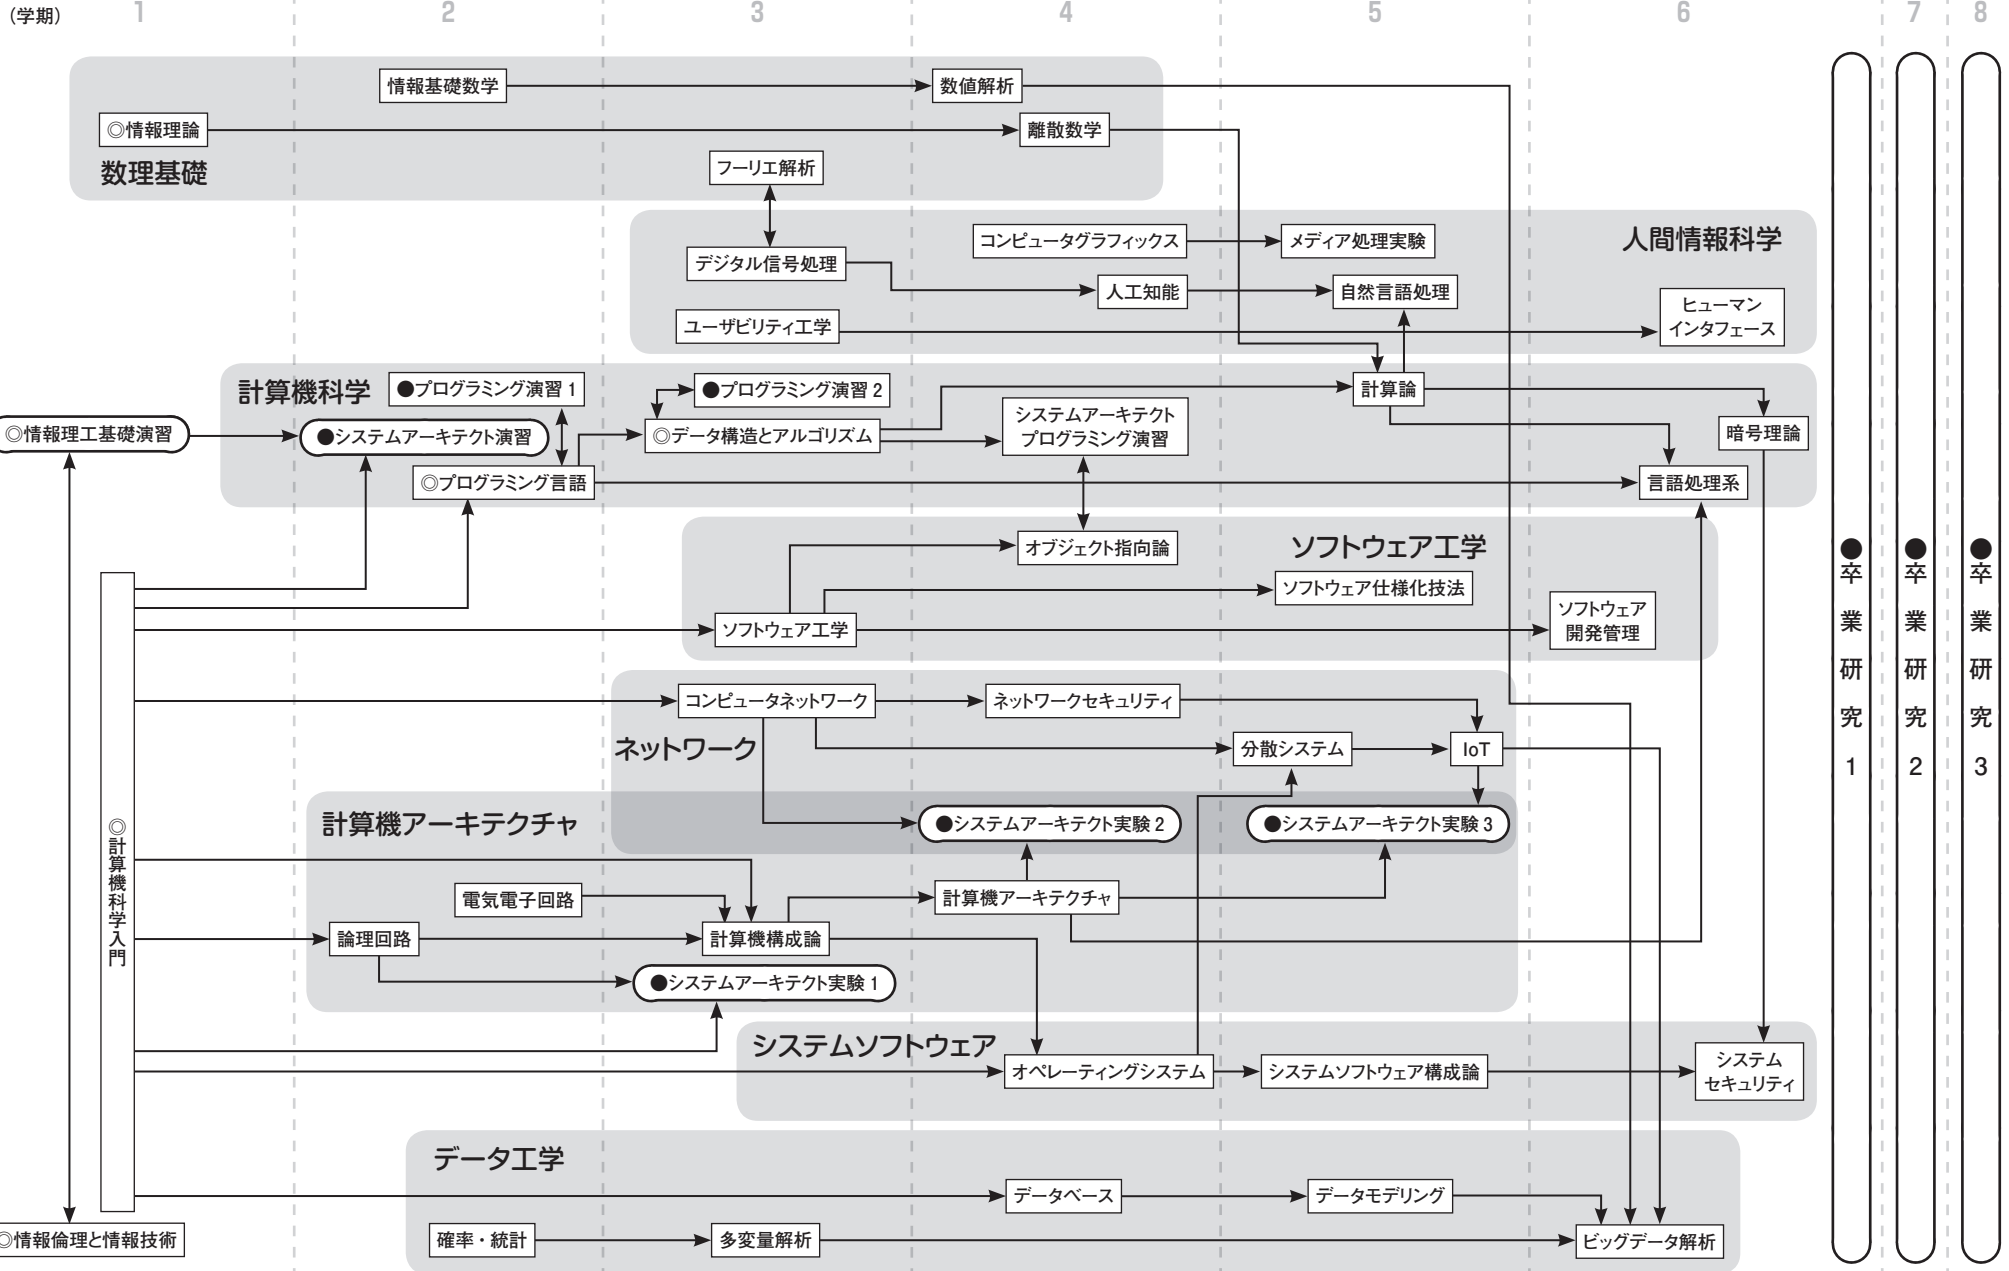 (学期)
1
2
3
4
5
6
7
8
情報基礎数学
数値解析
◎情報理論
離散数学
数理基礎
フーリエ解析
人間情報科学
コンピュータグラフィックス
メディア処理実験
デジタル信号処理
人工知能
自然言語処理
ユーザビリティ工学
ヒューマン
インタフェース
計算機科学
●プログラミング演習 1
●プログラミング演習 2
計算論
◎情報理工基礎演習
●システムアーキテクト演習
◎データ構造とアルゴリズム
システムアーキテクト
プログラミング演習
暗号理論
◎プログラミング言語
言語処理系
オブジェクト指向論
ソフトウェア工学
ソフトウェア仕様化技法
ソフトウェア工学
ソフトウェア
開発管理
コンピュータネットワーク
ネットワークセキュリティ
ネットワーク
分散システム
IoT
計算機アーキテクチャ
●システムアーキテクト実験 2
●システムアーキテクト実験 3
◎計算機科学入門
電気電子回路
計算機アーキテクチャ
論理回路
計算機構成論
●システムアーキテクト実験 1
システムソフトウェア
オペレーティングシステム
システムソフトウェア構成論
システム
セキュリティ
データ工学
データベース
データモデリング
◎情報倫理と情報技術
確率・統計
多変量解析
ビッグデータ解析
●卒業研究 1
●卒業研究 2
●卒業研究 3